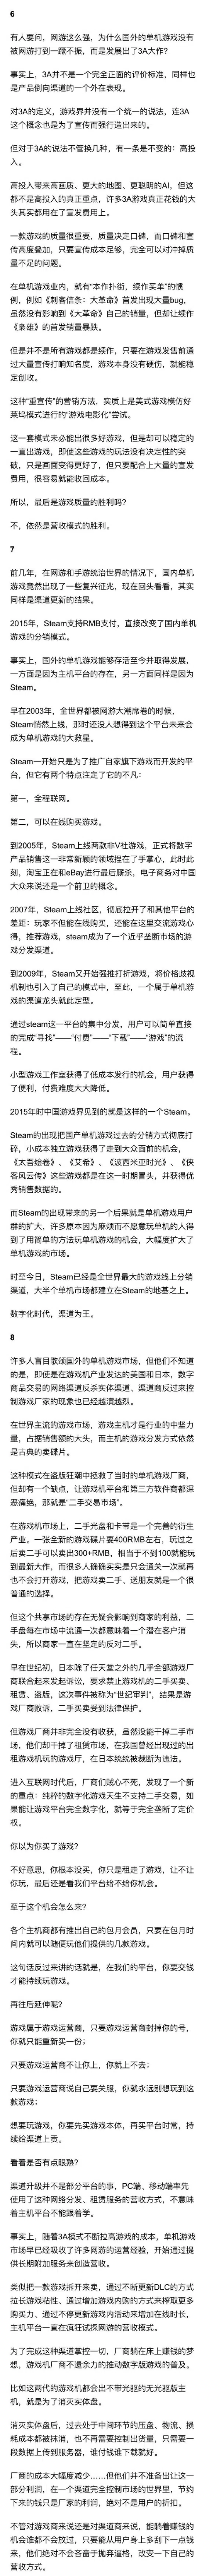 6
有人要问，网游这么强，为什么国外的单机游戏没有
被网游打到一蹶不振，而是发展出了3A大作?
事实上，3A并不是一个完全正面的评价标准，同样也
是产品倒向渠道的一个外在表现。
对3A的定义，游戏界并没有一个统一的说法，连3A
这个概念也是为了宣传而强行造出来的。
但对于3A的说法不管换几种，有一条是不变的：高投
入。
高投入带来高画质、更大的地图、更聪明的AI，但这
都不是高投入的真正重点，许多3A游戏真正花钱的大
头其实都用在了宣发费用上。
一款游戏的质量很重要，质量决定口碑，而口碑和宣
传高度叠加，只要宣传成本足够，完全可以对冲掉质
量不足的问题。
在单机游戏业内，就有“本作扑街，续作买单”的惯
例，例如《刺客信条：大革命》首发出现大量bug，
虽然没有影响到《大革命》自己的销量，但却让续作
《枭雄》的首发销量暴跌。
但是并不是所有游戏都是续作，只要在游戏发售前通
过大量宣传打响知名度，游戏本身没有硬伤，就能稳
定创收。
这种“重宣传”的营销方法，实质上是美式游戏模仿好
莱坞模式进行的“游戏电影化”尝试。
这一套模式未必能出很多好游戏，但是却可以稳定的
一直出游戏，即使这些游戏的玩法没有决定性的突
破，只是画面变得更好了，但只要配合上大量的宣发
费用，很容易就能收回成本。
所以，最后是游戏质量的胜利吗?
不，依然是营收模式的胜利。
7
前几年，在网游和手游统治世界的情况下，国内单机
游戏竟然出现了一些复兴征兆，现在回头看看，其实
同样是渠道更新的结果。
2015年，Steam支持RMB支付，直接改变了国内单机
游戏的分销模式。
事实上，国外的单机游戏能够存活至今并取得发展，
一方面是因为主机平台的存在，另一方面同样是因为
Steam。
早在2003年，全世界都被网游大潮席卷的时候，
Steam悄然上线，那时还没人想得到这个平台未来会
成为单机游戏的大救星。
Steam一开始只是为了推广自家旗下游戏而开发的平
台，但它有两个特点注定了它的不凡：
第一，全程联网。
第二，可以在线购买游戏。
到2005年，Steam上线两款非V社游戏，正式将数字
产品销售这一非常新颖的领域捏在了手掌心，此时此
刻，淘宝正在和eBay进行最后厮杀，电子商务对中国
大众来说还是一个前卫的概念。
2007年，Steam上线社区，彻底拉开了和其他平台的
差距：玩家不但能在线购买，还能在这里交流游戏心
得，推荐游戏，steam成为了一个近乎垄断市场的游
戏分发渠道。
到2009年，Steam又开始强推打折游戏，将价格歧视
机制也引入了自己的模式中，至此，一个属于单机游
戏的渠道龙头就此定型。
通过steam这一平台的集中分发，用户可以简单直接
的完成“寻找”——“付费”——“下载”——“游戏”的流
程。
小型游戏工作室获得了低成本发行的机会，用户获得
了便利，付费难度大大降低。
2015年时中国游戏界见到的就是这样的一个Steam。
Steam的出现把国产单机游戏过去的分销方式彻底打
碎，小成本独立游戏获得了走到大众面前的机会，
《太吾绘卷》、《艾希》、《波西米亚时光》、《侠
客风云传》这些游戏都是在这一时期冒头，并获得优
秀销售数据的。
而Steam的出现带来的另一个后果就是单机游戏用户
群的扩大，许多原本因为麻烦而不愿意玩单机的人得
到了用简单的方法玩单机游戏的机会，大幅度扩大了
单机游戏的市场。
时至今日，Steam已经是全世界最大的游戏线上分销
渠道，大半个单机市场都建立在Steam的地基之上。
数字化时代，渠道为王。
8
许多人盲目歌颂国外的单机游戏市场，但他们不知道
的是，即使是在游戏机产业发达的美国和日本，数字
商品交易的网络渠道反杀实体渠道、渠道商反过来控
制游戏厂家的现象也已经越演越烈。
在世界主流的游戏市场，游戏主机才是行业的中坚力
量，占据销售额的大头，而主机的游戏分发方式依然
是古典的卖碟片。
这种模式在盗版狂潮中拯救了当时的单机游戏厂商，
但却有一个缺点，让游戏机平台和第三方软件商都深
恶痛绝，那就是“二手交易市场”。
在游戏机市场上，二手光盘和卡带是一个完善的衍生
产业。一张全新的游戏碟片要400RMB左右，玩过之
后卖二手可以卖出300+RMB，相当于不到100就能玩
到最新大作，而很多人确确实实是只会通关一次就再
也不会打开游戏，把游戏卖二手、送朋友就是一个很
普通的选择。
但这个共享市场的存在无疑会影响到商家的利益，二
手盘每在市场中流通一次都意味着一个潜在客户消
失，所以商家一直在坚定的反对二手。
早在世纪初，日本除了任天堂之外的几乎全部游戏厂
商联合起来发起诉讼，要求禁止游戏机的二手买卖、
租赁、盗版，这次事件被称为“世纪审判”，结果是游
戏厂商败诉，二手买卖受到法律保护。
但游戏厂商并非完全没有收获，虽然没能干掉二手市
场，他们却干掉了租赁市场，在我国曾经出现过的出
租游戏机玩的游戏厅，在日本统统被裁断为违法。
进入互联网时代后，厂商们贼心不死，发现了一个新
的重点：纯粹的数字化游戏天生不支持二手交易，如
果能让游戏平台完全数字化，就等于完全垄断了定价
权。
你以为你买了游戏?
不好意思，你根本没买，你只是租走了游戏，让不让
你玩，最后还是看我们平台给不给你机会。
至于这个机会怎么来?
各个主机商都有推出自己的包月会员，只要在包月时
间内就可以随便玩他们提供的几款游戏。
这句话反过来讲的话就是，在我们的平台，你要交钱
才能持续玩游戏。
再往后延伸呢?
游戏属于游戏运营商，只要游戏运营商封掉你的号，
你就只能重新买一份；
只要游戏运营商不让你上，你就上不去；
只要游戏运营商说自己要关服，你就永远别想玩到这
款游戏；
想要玩游戏，你要先买游戏本体，再买平台时常，持
续给渠道上贡。
看着是否有点眼熟?
渠道升级并不是部分平台的事，PC端、移动端率先
使用了这种网络分发、租赁服务的营收方式，不意味
着主机平台不能跟着学。
事实上，随着3A模式不断拉高游戏的成本，单机游戏
市场早已经吸收了许多网游的运营经验，开始通过提
供长期附加服务来创造营收。
类似把一款游戏拆开来卖，通过不断更新DLC的方式
拉长游戏粘性、通过增加游戏内购的方式来榨取更多
购买力、通过不停更新游戏内活动来增加在线时长，
主机平台一直在疯狂试探网游的营收模式。
为了完成这种渠道掌控一切，厂商躺在床上赚钱的梦
想，游戏机厂商不遗余力的推动数字版游戏的普及。
比如这两代的游戏机都会出不带光驱的无光驱版主
机，就是为了消灭实体盘。
消灭实体盘后，过去处于中间环节的压盘、物流、损
耗成本都被抹消，也不再需要控制出货量，只需要一
段数据上传到服务器，谁付钱谁下载就好。
厂商的成本大幅度减少……但他们并不准备出让这一
部分利润，在一个渠道完全控制市场的世界里，节约
下来的钱只是厂家的利润，绝对不是用户的折扣。
不管对游戏商来说还是对渠道商来说，能躺着赚钱的
机会谁都不会放过，只要能从用户身上多刮下一点钱
来，他们绝对不会吝啬于抛弃逼格，改变一下自己的
营收方式。